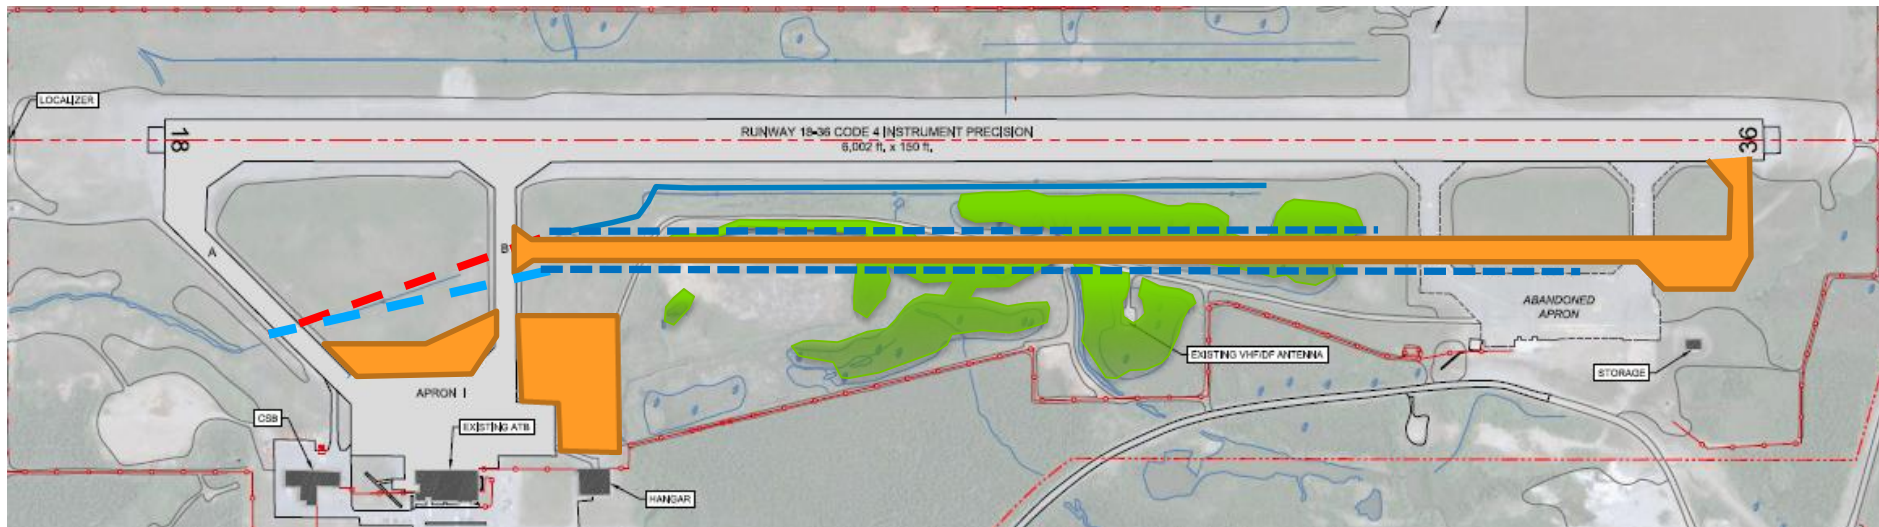 LOCALIZER
18
RUNWAY 18-36 CODE 4 INSTRUMENT PRECISION
6,002 ft. x 150 ft.
36
A
B
ABANDONED
APRON
EXISTING VHF/DF ANTENNA
STORAGE
APRON I
CSB
EXISTING ATB
HANGAR